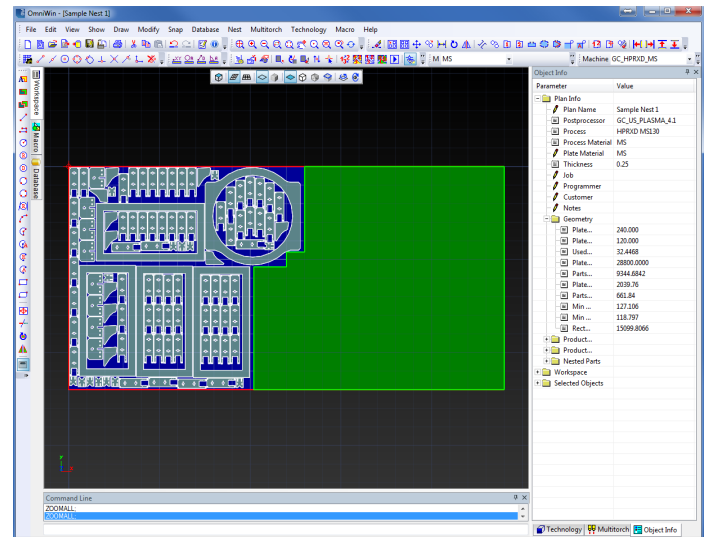 OmniWin - [Sample Nest 1]
File Edit View Show Draw Modify Snap Database Nest Multitorch Technology Macro Help
M MS
Machine GC_HPRXD_MS
Workspace
Macro
Database
Object Info
Parameter Value
Plan Info
Plan Name Sample Nest 1
Postprocessor GC_US_PLASMA_4.1
Process HPRXD MS130
Process Material MS
Plate Material MS
Thickness 0.25
Job
Programmer
Customer
Notes
Geometry
Plate... 240.000
Plate... 120.000
Used... 32.4468
Plate... 28800.0000
Parts... 9344.6842
Plate... 2039.76
Parts... 661.84
Min ... 127.106
Min ... 118.797
Rect... 15099.8066
Product...
Product...
Nested Parts
Workspace
Selected Objects
Command Line
ZOOMALL;
ZOOMALL;
Technology Multitorch Object Info